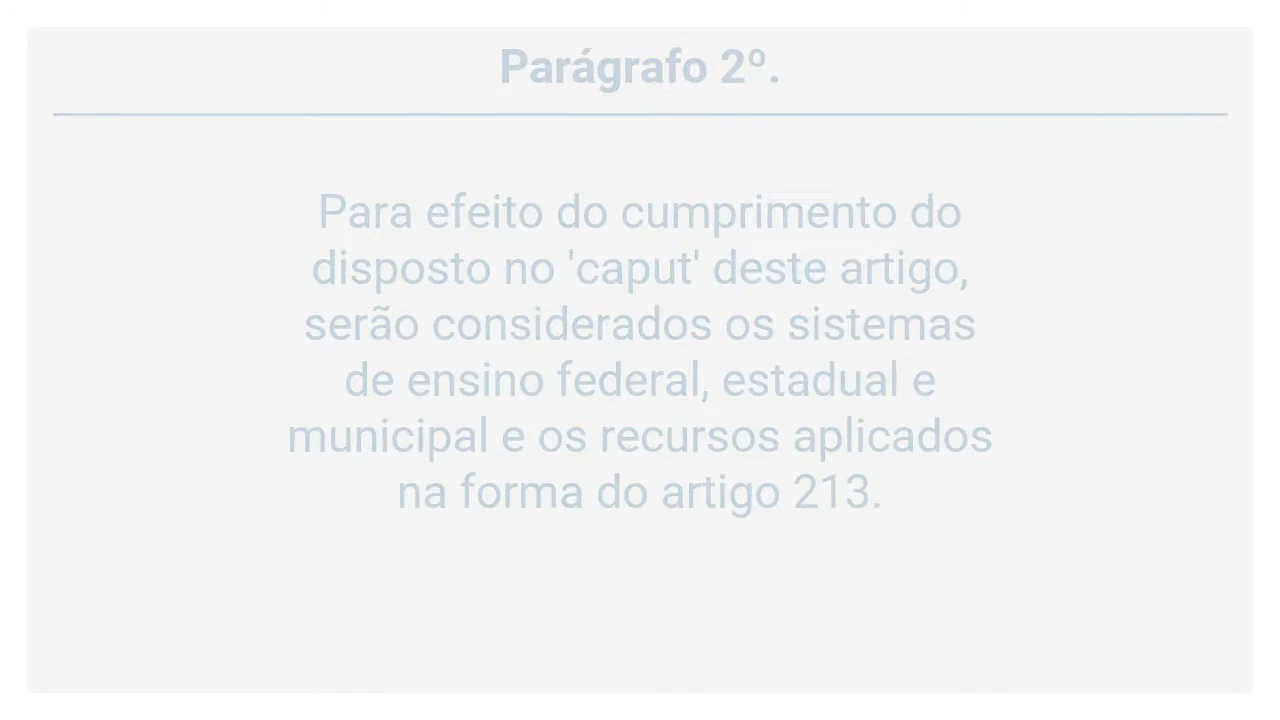 Parágrafo 2º.
Para efeito do cumprimento do
disposto no 'caput' deste artigo,
serão considerados os sistemas
de ensino federal, estadual e
municipal e os recursos aplicados
na forma do artigo 213.